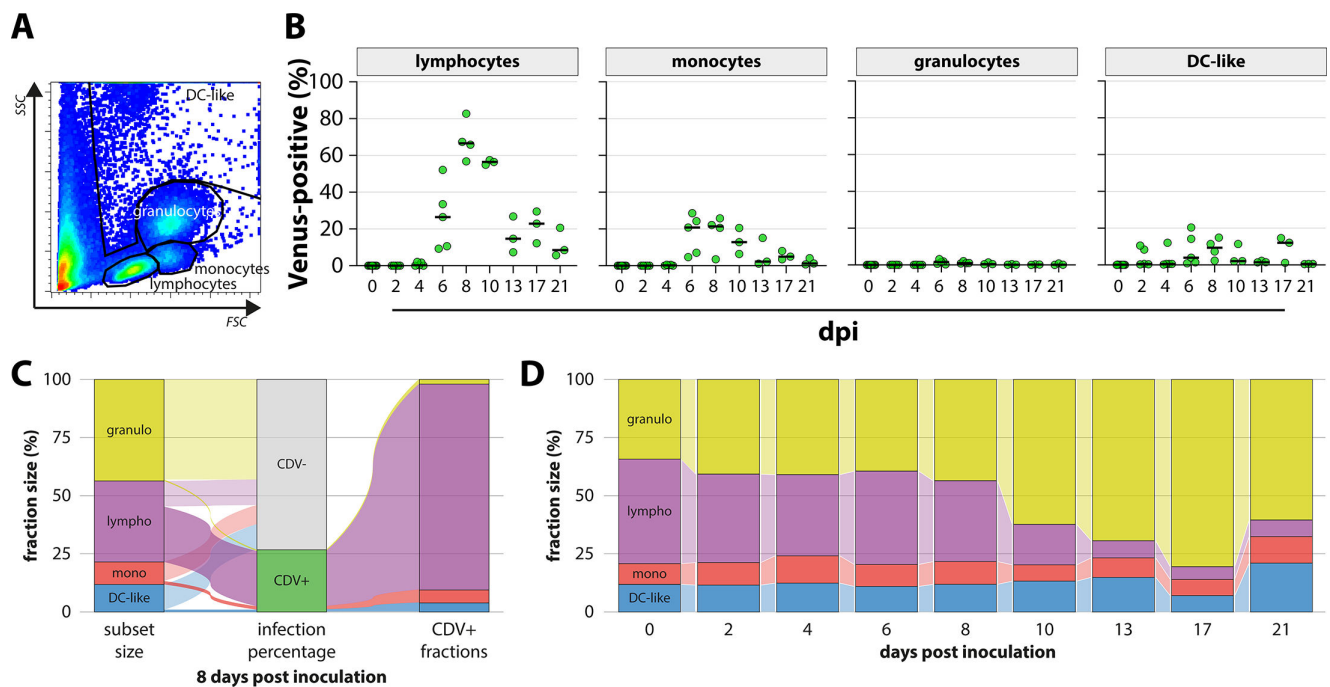 A
SSC
DC-like
granulocytes
monocytes
lymphocytes
FSC
B
lymphocytes
monocytes
granulocytes
DC-like
Venus-positive (%)
100
80
60
40
20
0
0 2 4 6 8 10 13 17 21
0 2 4 6 8 10 13 17 21
0 2 4 6 8 10 13 17 21
0 2 4 6 8 10 13 17 21
dpi
C
fraction size (%)
100
75
50
25
0
granulo
lympho
mono
DC-like
CDV-
CDV+
subset
size
infection
percentage
CDV+
fractions
8 days post inoculation
D
fraction size (%)
100
75
50
25
0
granulo
lympho
mono
DC-like
0 2 4 6 8 10 13 17 21
days post inoculation